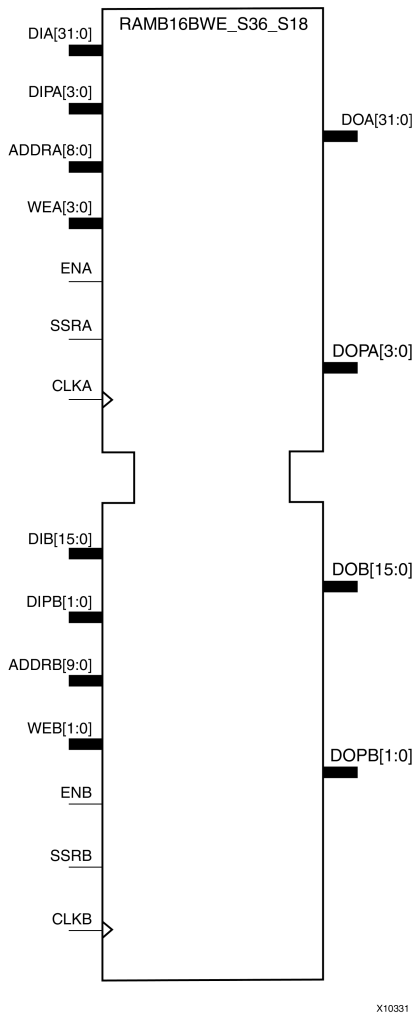 RAMB16BWE_S36_S18
DIA[31:0]
DIPA[3:0]
DOA[31:0]
ADDRA[8:0]
WEA[3:0]
ENA
SSRA
DOPA[3:0]
CLKA
DIB[15:0]
DOB[15:0]
DIPB[1:0]
ADDRB[9:0]
WEB[1:0]
DOPB[1:0]
ENB
SSRB
CLKB
X10331